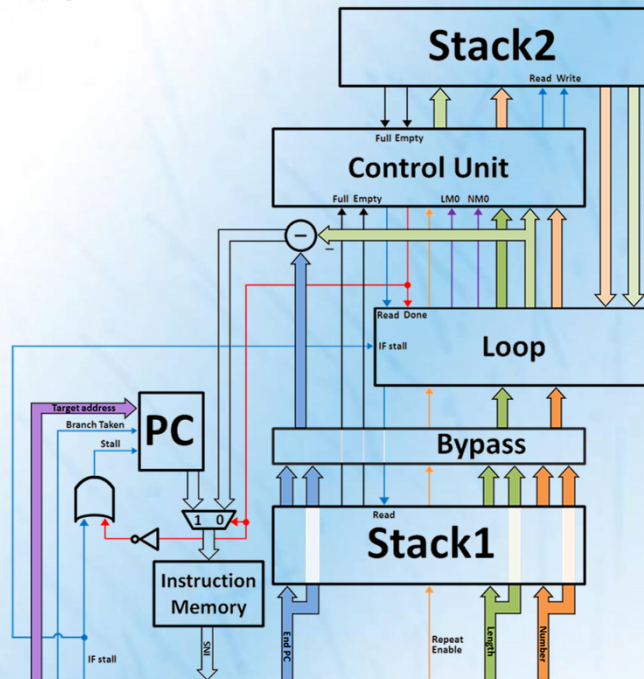 Stack2
Read Write
Full Empty
Control Unit
Full Empty LM0 NM0
−
−
Read Done
IF stall
Loop
Target address
Branch Taken
PC
Stall
Bypass
1 0
Read
Stack1
Instruction
Memory
End PC
Length
Number
Repeat
Enable
SNI
IF stall